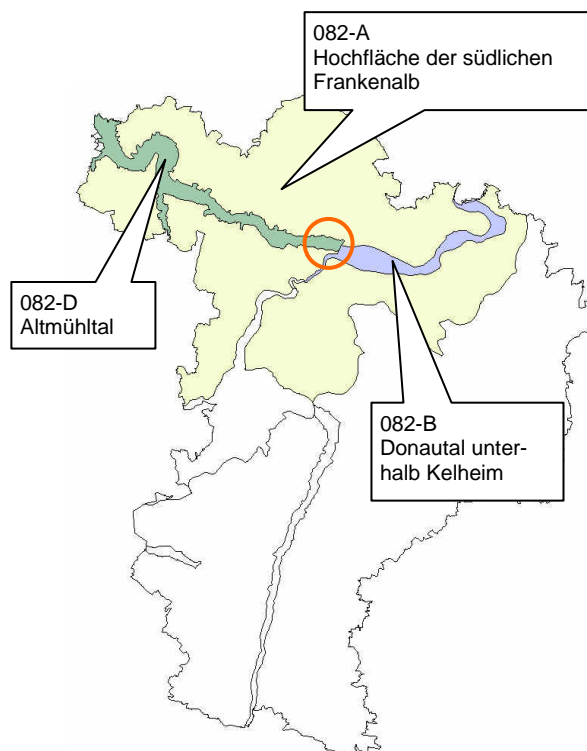 082-A
Hochfläche der südlichen
Frankenalb
082-D
Altmühltal
082-B
Donautal unter-
halb Kelheim